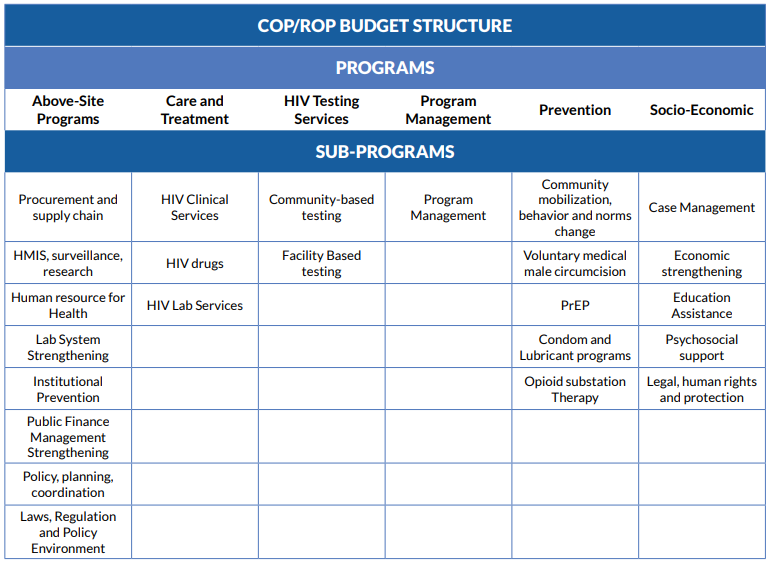 COP/ROP BUDGET STRUCTURE
PROGRAMS
Above-Site
Programs
Care and
Treatment
HIV Testing
Services
Program
Management
Prevention
Socio-Economic
SUB-PROGRAMS
Procurement and
supply chain
HIV Clinical
Services
Community-based
testing
Program
Management
Community
mobilization,
behavior and norms
change
Case Management
HMIS, surveillance,
research
HIV drugs
Facility Based
testing
Voluntary medical
male circumcision
Economic
strengthening
Human resource for
Health
HIV Lab Services
PrEP
Education
Assistance
Lab System
Strengthening
Condom and
Lubricant programs
Psychosocial
support
Institutional
Prevention
Opioid substation
Therapy
Legal, human rights
and protection
Public Finance
Management
Strengthening
Policy, planning,
coordination
Laws, Regulation
and Policy
Environment